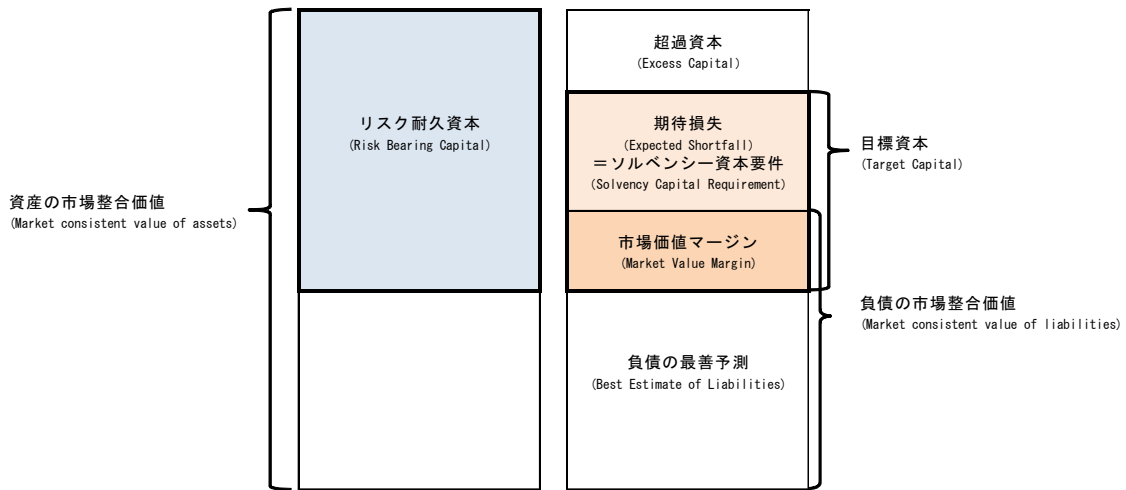 資産の市場整合価値
(Market consistent value of assets)
リスク耐久資本
(Risk Bearing Capital)
超過資本
(Excess Capital)
期待損失
(Expected Shortfall)
＝ソルベンシー資本要件
(Solvency Capital Requirement)
市場価値マージン
(Market Value Margin)
負債の最善予測
(Best Estimate of Liabilities)
目標資本
(Target Capital)
負債の市場整合価値
(Market consistent value of liabilities)